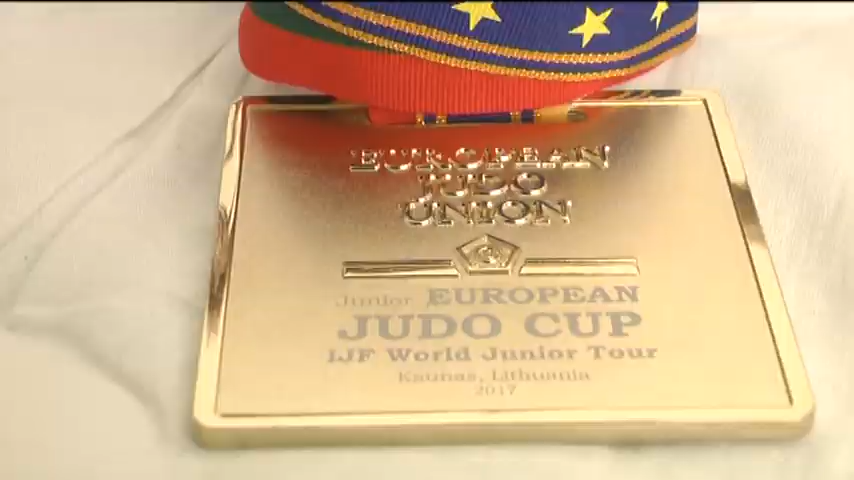 EUROPEAN
JUDO
UNION
Junior EUROPEAN
JUDO CUP
IJF World Junior Tour
Kaunas, Lithuania
2017